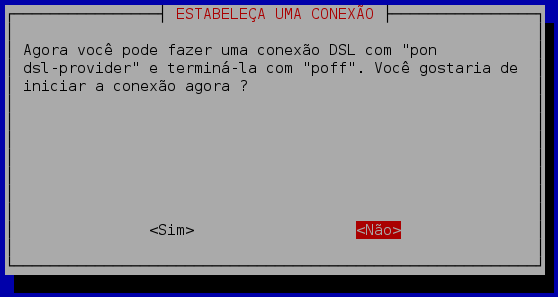 ESTABELEÇA UMA CONEXÃO
Agora você pode fazer uma conexão DSL com "pon
dsl-provider" e terminá-la com "poff". Você gostaria de
iniciar a conexão agora ?
<Sim> <Não>